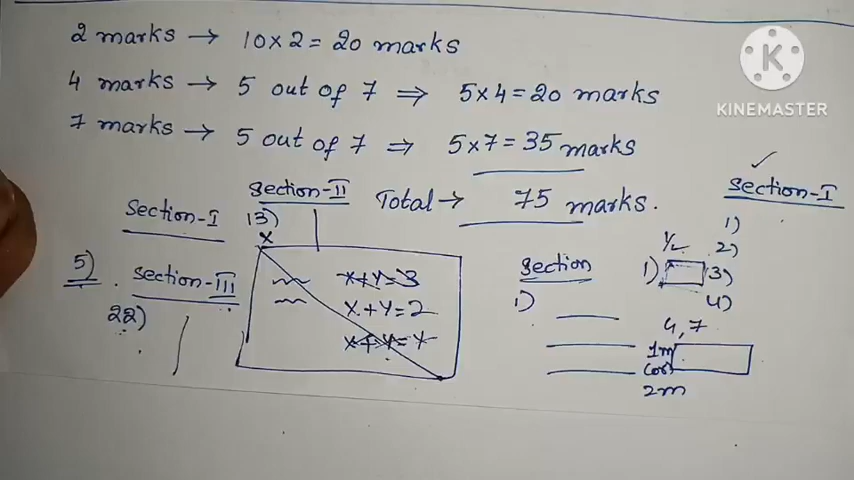 2 marks → 10 x 2 = 20 marks
4 marks → 5 out of 7 ⇒ 5 x 4 = 20 marks
7 marks → 5 out of 7 ⇒ 5 x 7 = 35 marks
Total → 75 marks.
KINEMASTER
Section-I
Section-II
13)
X
5)
Section-III
22)
x+y=3
x+y=2
Section
1)
Section-I
1)
2)
3)
4)
1)
4,7
1m
(or)
2m